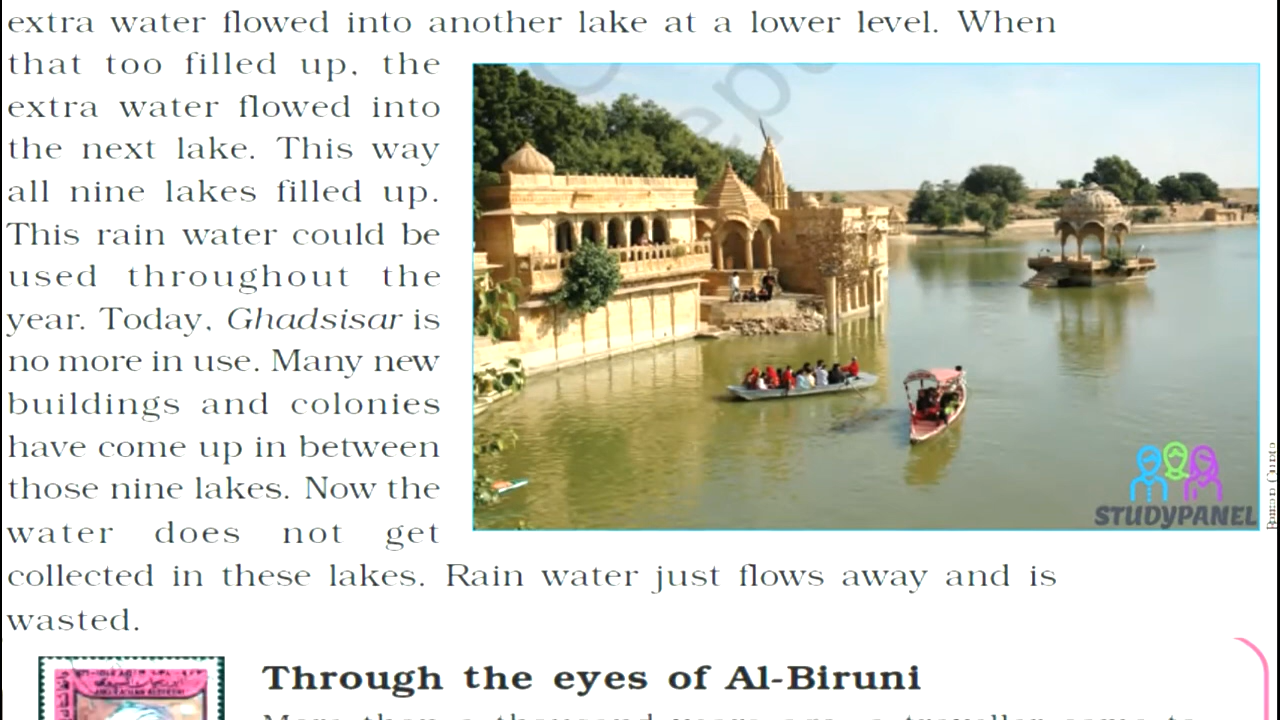 extra water flowed into another lake at a lower level. When
that too filled up, the
extra water flowed into
the next lake. This way
all nine lakes filled up.
This rain water could be
used throughout the
year. Today, Ghadsisar is
no more in use. Many new
buildings and colonies
have come up in between
those nine lakes. Now the
water does not get
collected in these lakes. Rain water just flows away and is
wasted.
STUDYPANEL
Through the eyes of Al-Biruni